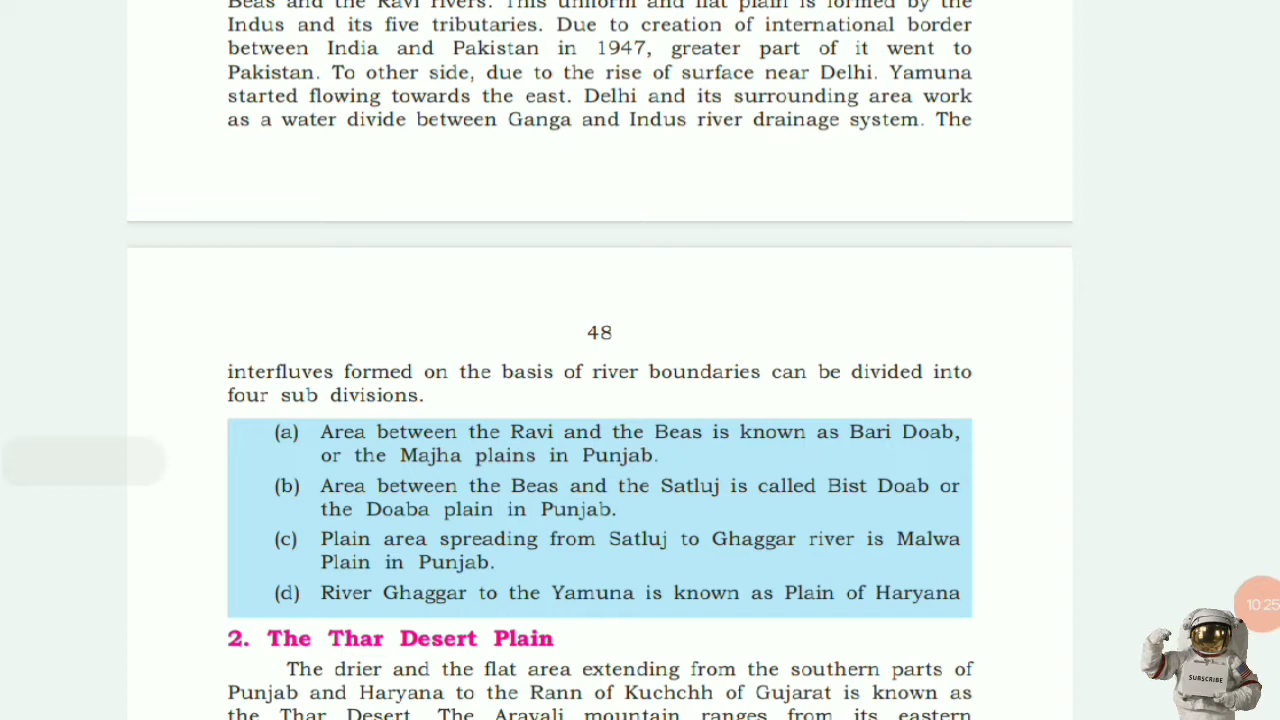 Beas and the Ravi rivers. This uniform and flat plain is formed by the
Indus and its five tributaries. Due to creation of international border
between India and Pakistan in 1947, greater part of it went to
Pakistan. To other side, due to the rise of surface near Delhi. Yamuna
started flowing towards the east. Delhi and its surrounding area work
as a water divide between Ganga and Indus river drainage system. The
48
interfluves formed on the basis of river boundaries can be divided into
four sub divisions.
(a) Area between the Ravi and the Beas is known as Bari Doab,
or the Majha plains in Punjab.
(b) Area between the Beas and the Satluj is called Bist Doab or
the Doaba plain in Punjab.
(c) Plain area spreading from Satluj to Ghaggar river is Malwa
Plain in Punjab.
(d) River Ghaggar to the Yamuna is known as Plain of Haryana
2. The Thar Desert Plain
The drier and the flat area extending from the southern parts of
Punjab and Haryana to the Rann of Kuchchh of Gujarat is known as
the Thar Desert. The Aravali mountain ranges from its eastern
10:25
SUBSCRIBE